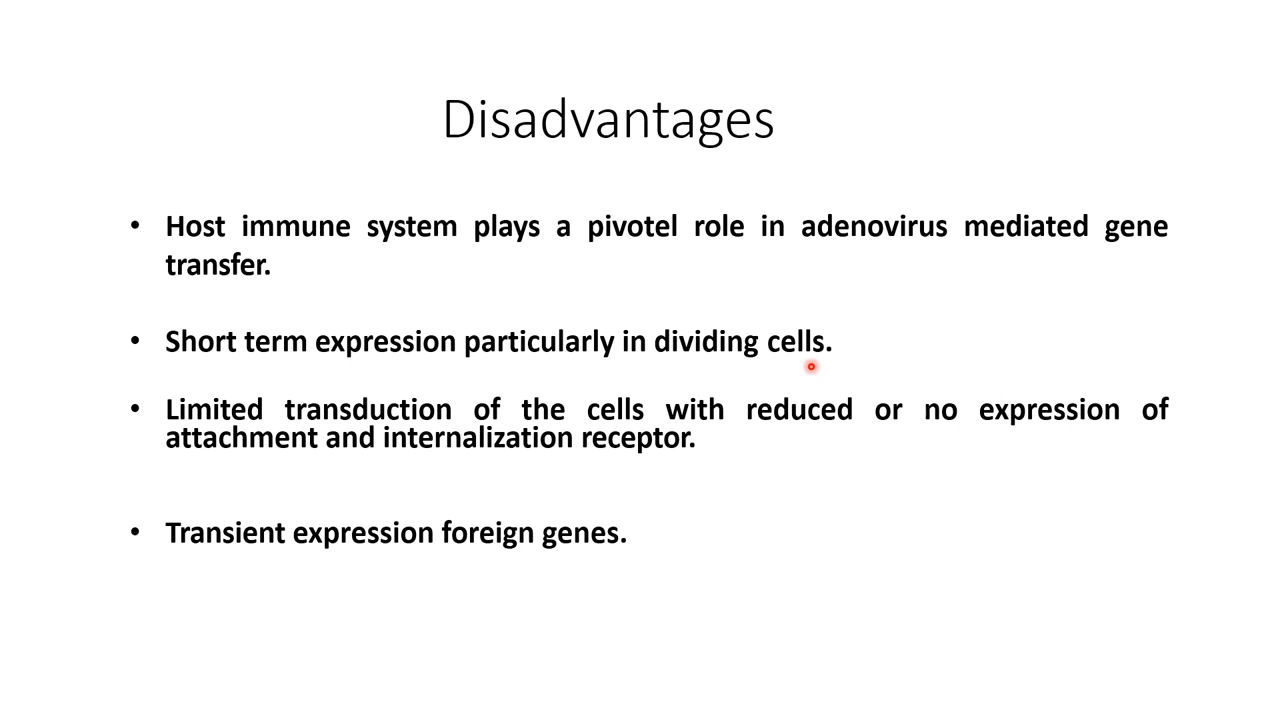 Disadvantages
• Host immune system plays a pivotel role in adenovirus mediated gene
transfer.
• Short term expression particularly in dividing cells.
• Limited transduction of the cells with reduced or no expression of
attachment and internalization receptor.
• Transient expression foreign genes.